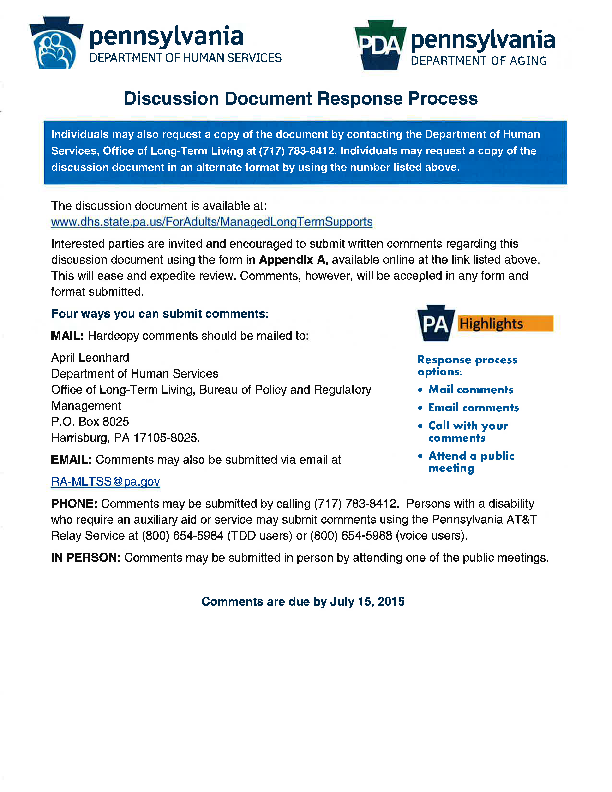 pennsylvania
DEPARTMENT OF HUMAN SERVICES
PDA
pennsylvania
DEPARTMENT OF AGING
Discussion Document Response Process
Individuals may also request a copy of the document by contacting the Department of Human
Services, Office of Long-Term Living at (717) 783-8412. Individuals may request a copy of the
discussion document in an alternate format by using the number listed above.
The discussion document is available at:
www.dhs.state.pa.us/ForAdults/ManagedLongTermSupports
Interested parties are invited and encouraged to submit written comments regarding this
discussion document using the form in Appendix A, available online at the link listed above.
This will ease and expedite review. Comments, however, will be accepted in any form and
format submitted.
Four ways you can submit comments:
MAIL: Hardcopy comments should be mailed to:
April Leonhard
Department of Human Services
Office of Long-Term Living, Bureau of Policy and Regulatory
Management
P.O. Box 8025
Harrisburg, PA 17105-8025.
EMAIL: Comments may also be submitted via email at
RA-MLTSS@pa.gov
PA Highlights
Response process
options:
• Mail comments
• Email comments
• Call with your
comments
• Attend a public
meeting
PHONE: Comments may be submitted by calling (717) 783-8412. Persons with a disability
who require an auxiliary aid or service may submit comments using the Pennsylvania AT&T
Relay Service at (800) 654-5984 (TDD users) or (800) 654-5988 (voice users).
IN PERSON: Comments may be submitted in person by attending one of the public meetings.
Comments are due by July 15, 2015